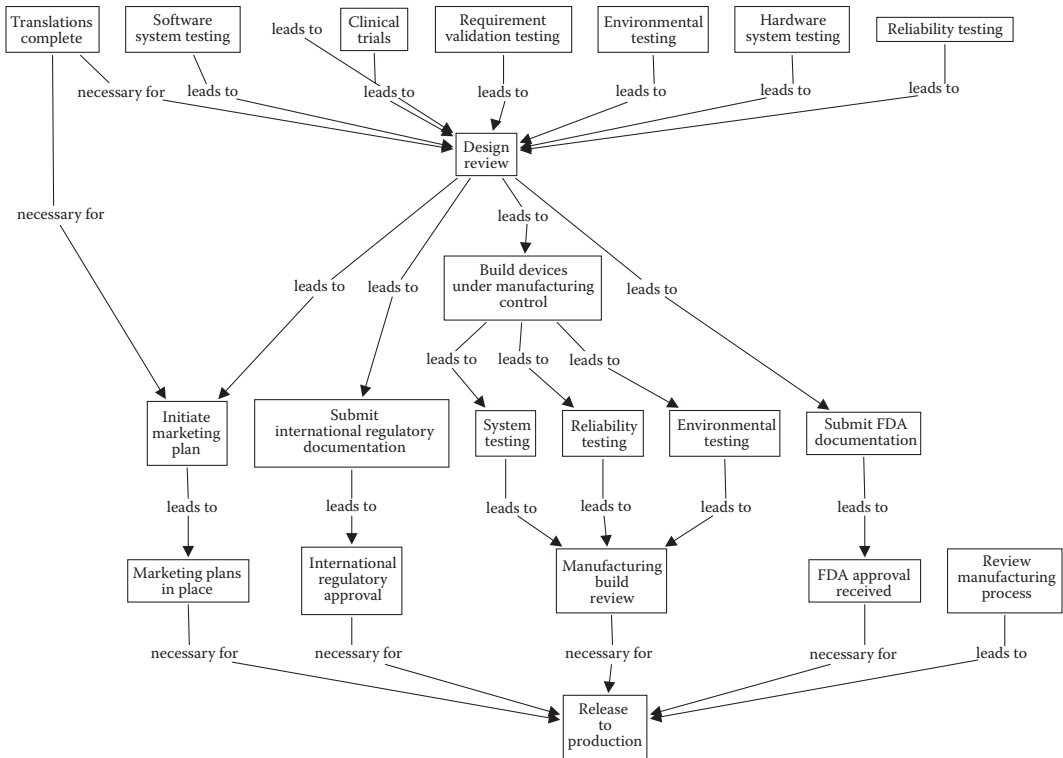 Translations
complete
Software
system testing
leads to
Clinical
trials
Requirement
validation testing
Environmental
testing
Hardware
system testing
Reliability testing
necessary for
leads to
leads to
leads to
leads to
leads to
leads to
Design
review
necessary for
leads to
leads to
leads to
leads to
Build devices
under manufacturing
control
leads to
leads to
leads to
Initiate
marketing
plan
Submit
international regulatory
documentation
System
testing
Reliability
testing
Environmental
testing
Submit FDA
documentation
leads to
leads to
leads to
leads to
leads to
leads to
Marketing plans
in place
International
regulatory
approval
Manufacturing
build
review
FDA approval
received
Review
manufacturing
process
necessary for
necessary for
necessary for
necessary for
leads to
Release
to
production